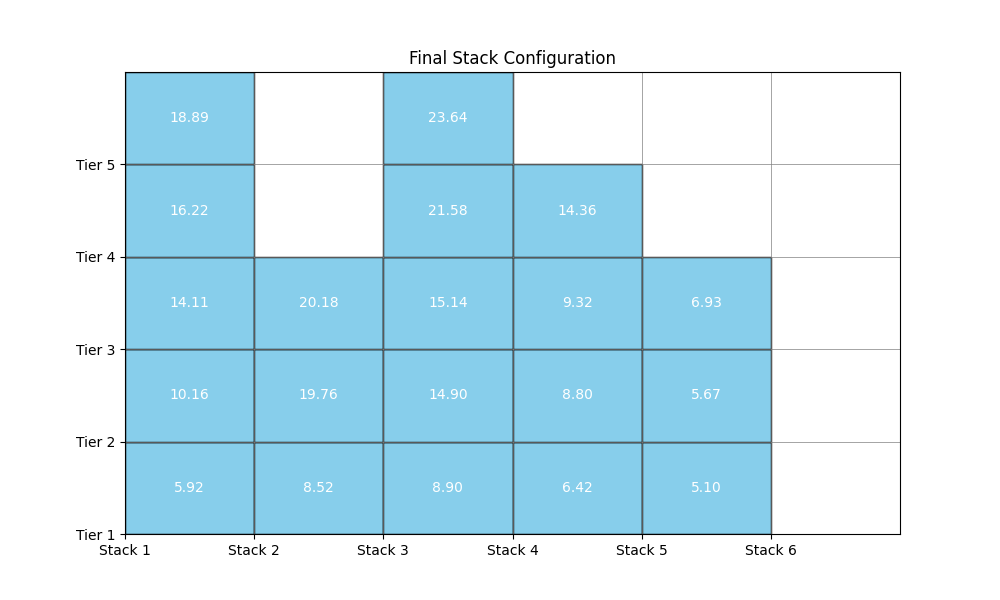 Final Stack Configuration
18.89 23.64
Tier 5
16.22 21.58 14.36
Tier 4
14.11 20.18 15.14 9.32 6.93
Tier 3
10.16 19.76 14.90 8.80 5.67
Tier 2
5.92 8.52 8.90 6.42 5.10
Tier 1
Stack 1 Stack 2 Stack 3 Stack 4 Stack 5 Stack 6